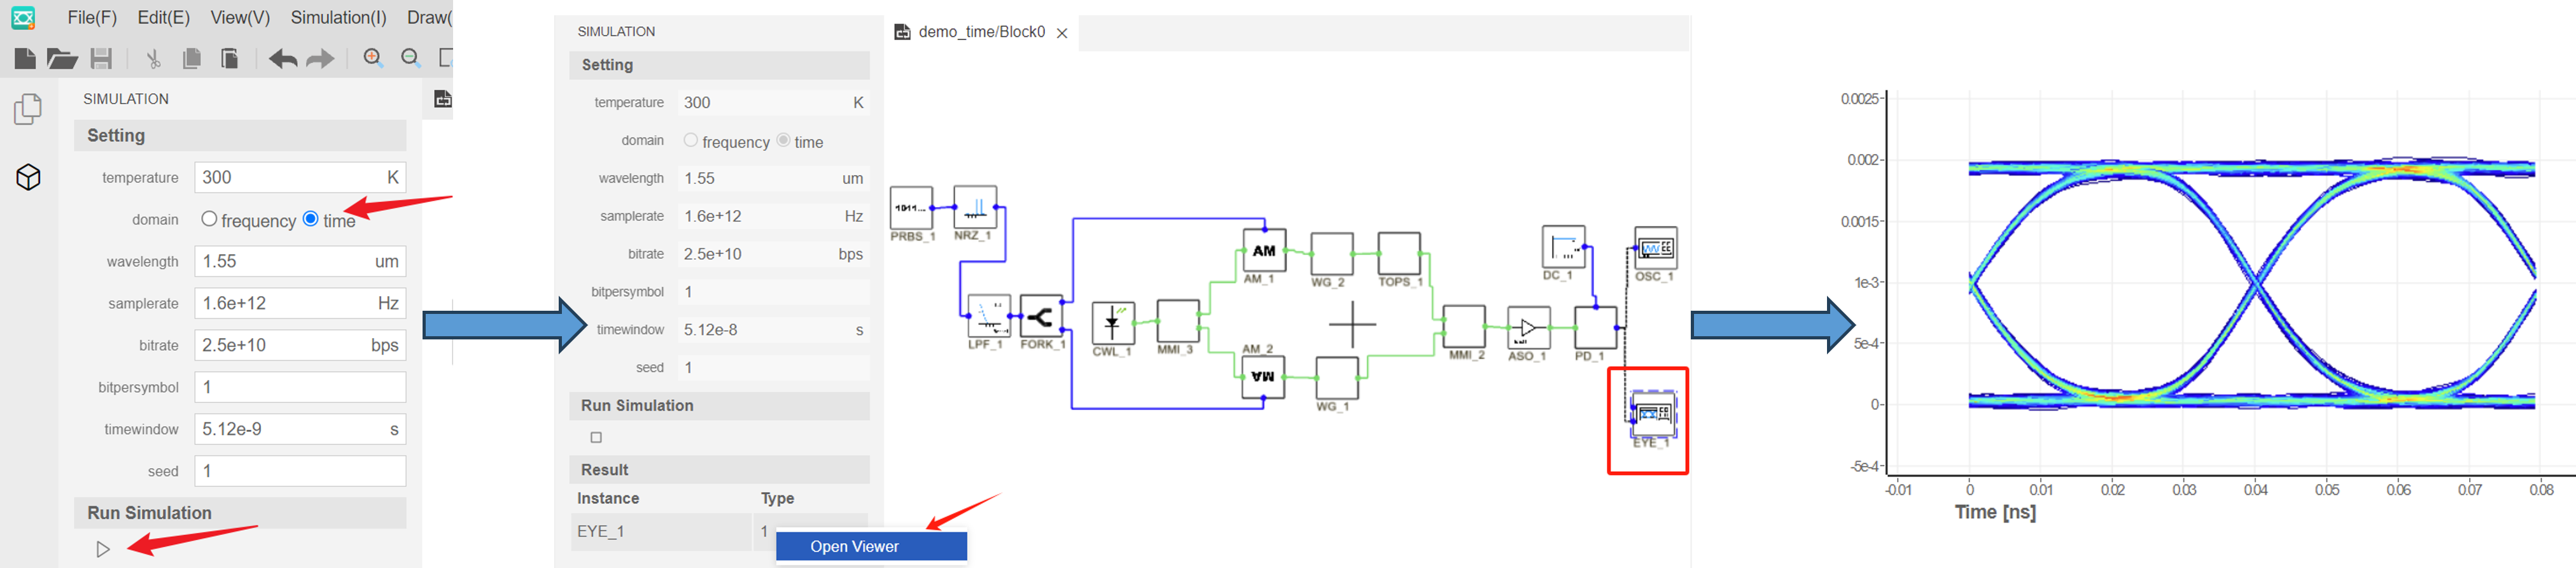 File(F) Edit(E) View(V) Simulation(I) Draw(
SIMULATION
Setting
temperature 300 K
domain frequency time
wavelength 1.55 um
samplerate 1.6e+12 Hz
bitrate 2.5e+10 bps
bitpersymbol 1
timewindow 5.12e-9 s
seed 1
Run Simulation
SIMULATION
Setting
temperature 300 K
domain frequency time
wavelength 1.55 um
samplerate 1.6e+12 Hz
bitrate 2.5e+10 bps
bitpersymbol 1
timewindow 5.12e-8 s
seed 1
Run Simulation
Result
Instance Type
EYE_1 1
Open Viewer
demo_time/Block0
1011...
PRBS_1
NRZ_1
LPF_1
FORK_1
CWL_1
MMI_3
AM
AM_1
WG_2
TOPS_1
AM_2
AM
WG_1
MMI_2
ASO_1
PD_1
DC_1
OSC_1
EYE_1
0.0025
0.002
0.0015
1e-3
5e-4
0
-5e-4
-0.01 0 0.01 0.02 0.03 0.04 0.05 0.06 0.07 0.08
Time [ns]